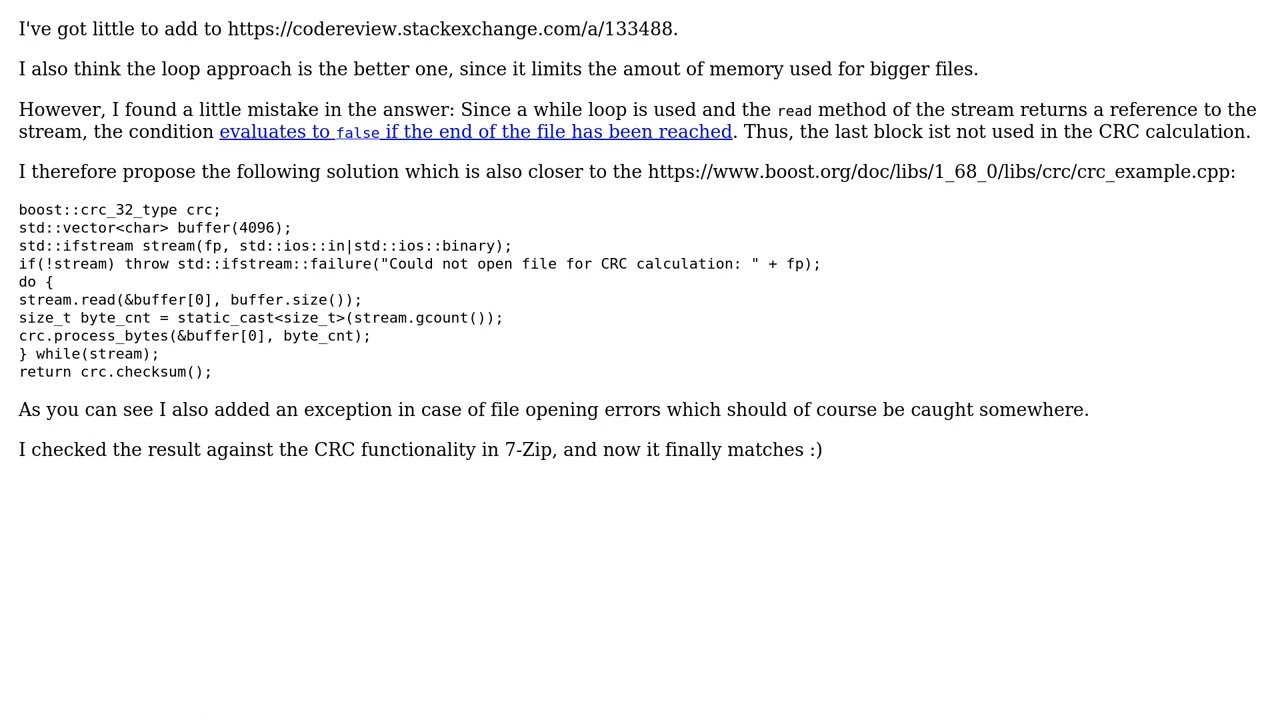 I've got little to add to https://codereview.stackexchange.com/a/133488.
I also think the loop approach is the better one, since it limits the amout of memory used for bigger files.
However, I found a little mistake in the answer: Since a while loop is used and the read method of the stream returns a reference to the
stream, the condition evaluates to false if the end of the file has been reached. Thus, the last block ist not used in the CRC calculation.
I therefore propose the following solution which is also closer to the https://www.boost.org/doc/libs/1_68_0/libs/crc/crc_example.cpp:
boost::crc_32_type crc;
std::vector<char> buffer(4096);
std::ifstream stream(fp, std::ios::in|std::ios::binary);
if(!stream) throw std::ifstream::failure("Could not open file for CRC calculation: " + fp);
do {
stream.read(&buffer[0], buffer.size());
size_t byte_cnt = static_cast<size_t>(stream.gcount());
crc.process_bytes(&buffer[0], byte_cnt);
} while(stream);
return crc.checksum();
As you can see I also added an exception in case of file opening errors which should of course be caught somewhere.
I checked the result against the CRC functionality in 7-Zip, and now it finally matches :)